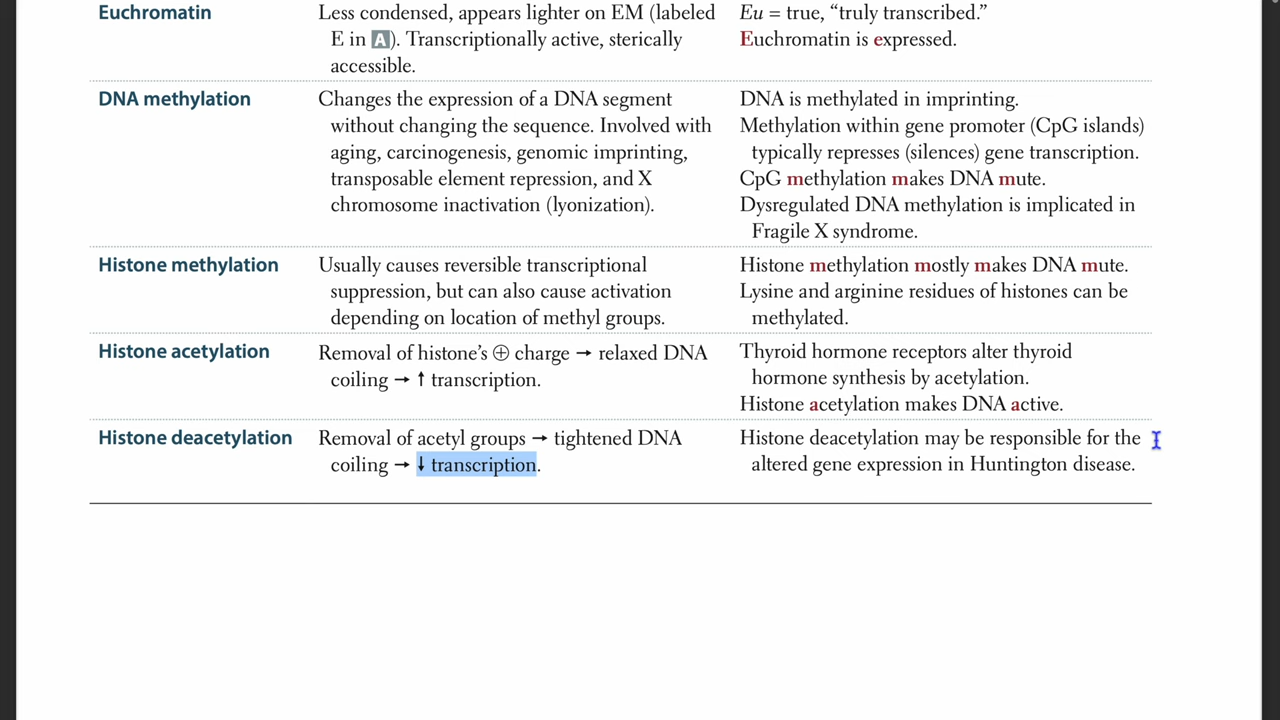 Euchromatin
Less condensed, appears lighter on EM (labeled
E in A). Transcriptionally active, sterically
accessible.
Eu = true, “truly transcribed.”
Euchromatin is expressed.
DNA methylation
Changes the expression of a DNA segment
without changing the sequence. Involved with
aging, carcinogenesis, genomic imprinting,
transposable element repression, and X
chromosome inactivation (lyonization).
DNA is methylated in imprinting.
Methylation within gene promoter (CpG islands)
typically represses (silences) gene transcription.
CpG methylation makes DNA mute.
Dysregulated DNA methylation is implicated in
Fragile X syndrome.
Histone methylation
Usually causes reversible transcriptional
suppression, but can also cause activation
depending on location of methyl groups.
Histone methylation mostly makes DNA mute.
Lysine and arginine residues of histones can be
methylated.
Histone acetylation
Removal of histone’s ⊕ charge → relaxed DNA
coiling → ↑ transcription.
Thyroid hormone receptors alter thyroid
hormone synthesis by acetylation.
Histone acetylation makes DNA active.
Histone deacetylation
Removal of acetyl groups → tightened DNA
coiling → ↓ transcription.
Histone deacetylation may be responsible for the
altered gene expression in Huntington disease.